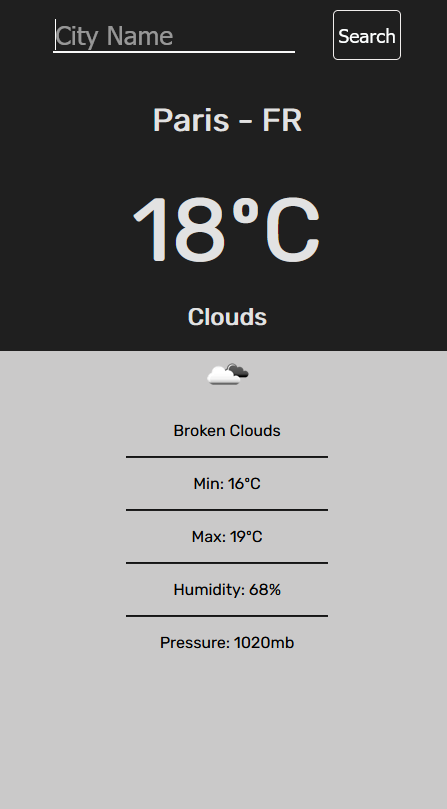 City Name
Search
Paris - FR
18°C
Clouds
Broken Clouds
Min: 16°C
Max: 19°C
Humidity: 68%
Pressure: 1020mb